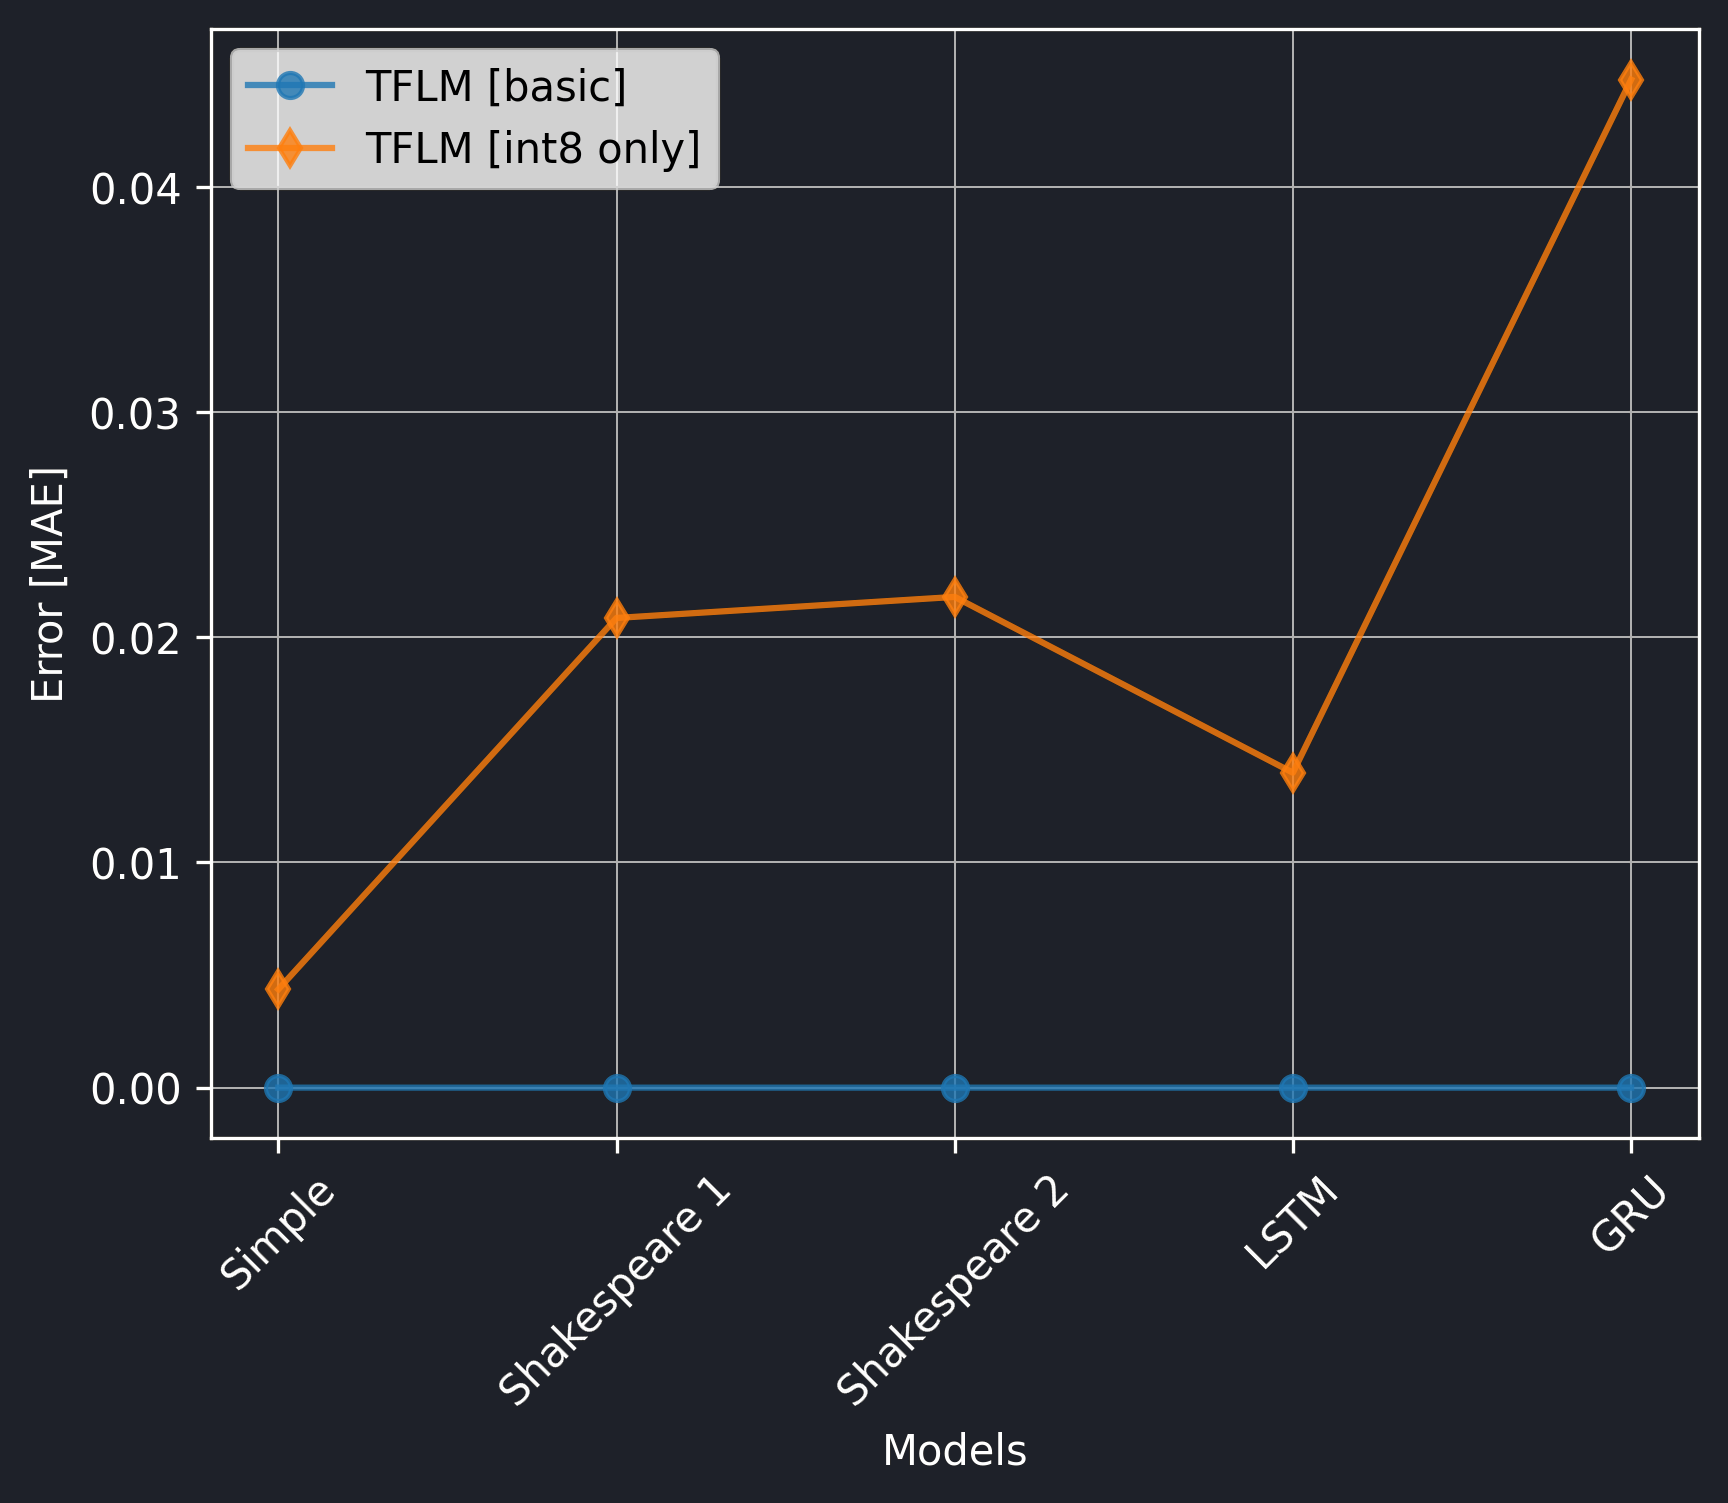 TFLM [basic]
TFLM [int8 only]
0.04
0.03
0.02
0.01
0.00
Error [MAE]
Simple
Shakespeare 1
Shakespeare 2
LSTM
GRU
Models